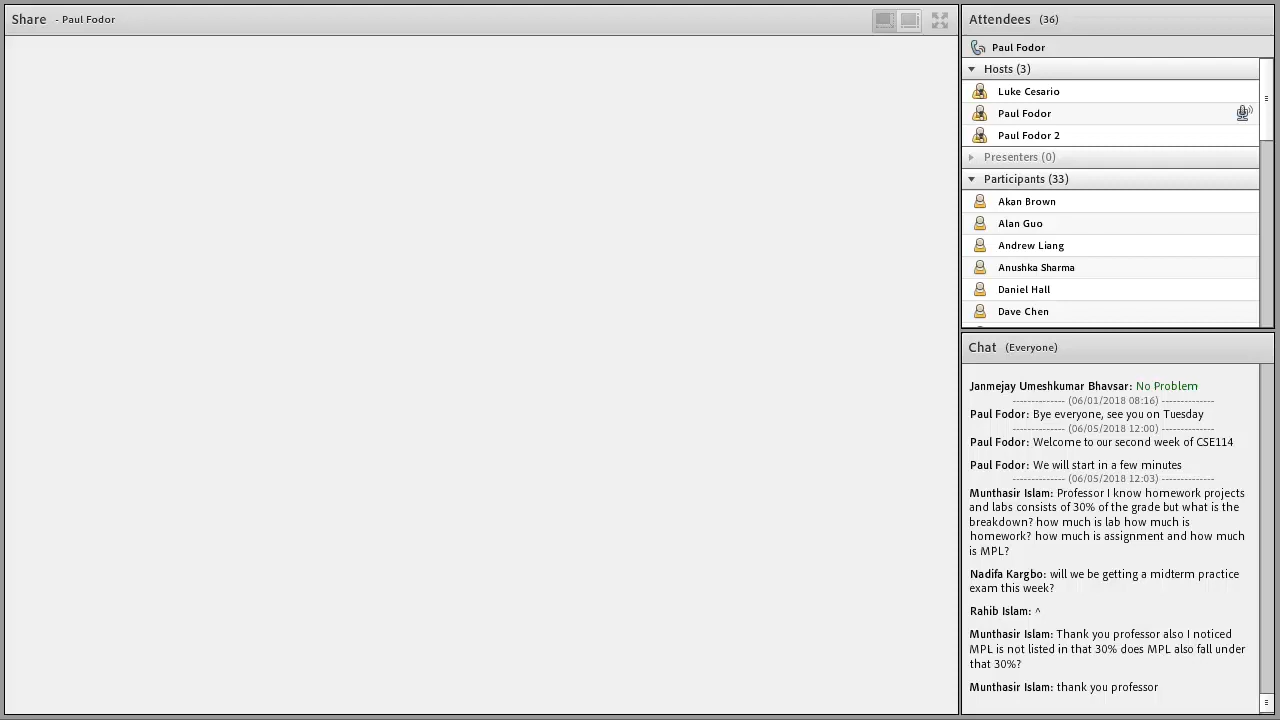 Share - Paul Fodor
Attendees (36)
Paul Fodor
Hosts (3)
Luke Cesario
Paul Fodor
Paul Fodor 2
Presenters (0)
Participants (33)
Akan Brown
Alan Guo
Andrew Liang
Anushka Sharma
Daniel Hall
Dave Chen
Chat (Everyone)
Janmejay Umeshkumar Bhavsar: No Problem
-------------- (06/01/2018 08:16) --------------
Paul Fodor: Bye everyone, see you on Tuesday
-------------- (06/05/2018 12:00) --------------
Paul Fodor: Welcome to our second week of CSE114
Paul Fodor: We will start in a few minutes
-------------- (06/05/2018 12:03) --------------
Munthasir Islam: Professor I know homework projects
and labs consists of 30% of the grade but what is the
breakdown? how much is lab how much is
homework? how much is assignment and how much
is MPL?
Nadifa Kargbo: will we be getting a midterm practice
exam this week?
Rahib Islam: ^
Munthasir Islam: Thank you professor also I noticed
MPL is not listed in that 30% does MPL also fall under
that 30%?
Munthasir Islam: thank you professor